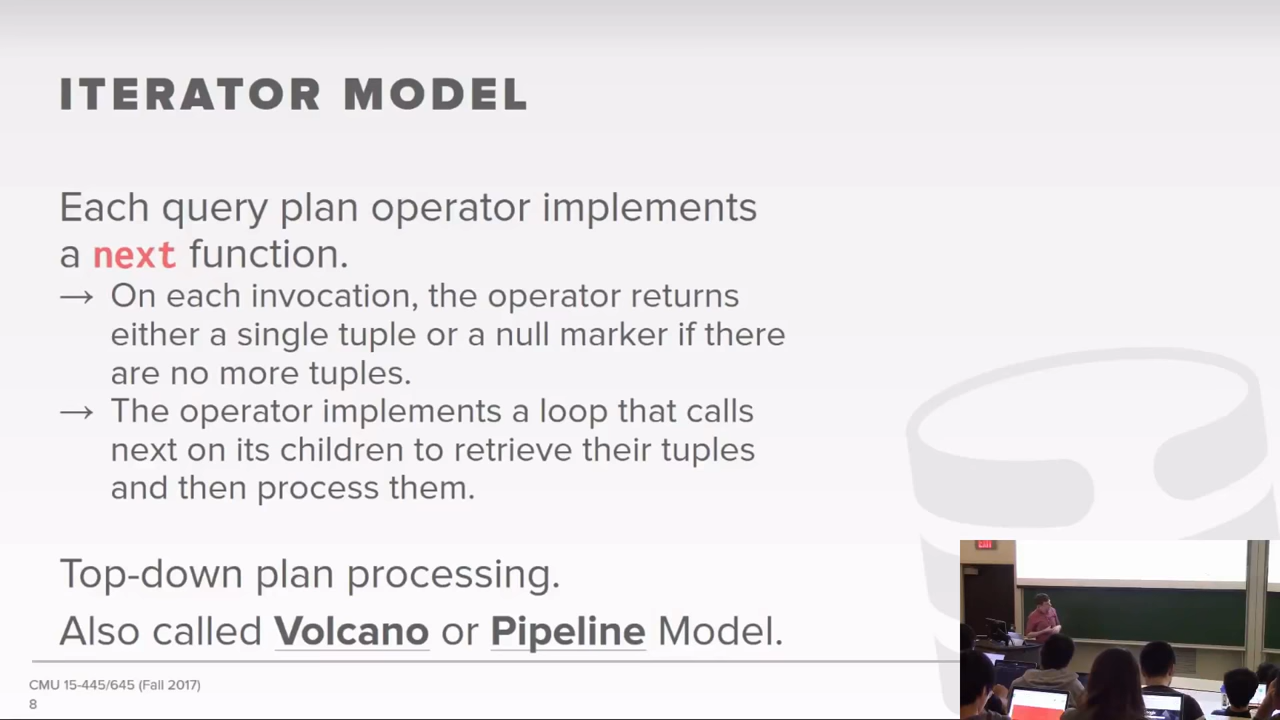 ITERATOR MODEL
Each query plan operator implements
a next function.
→ On each invocation, the operator returns
either a single tuple or a null marker if there
are no more tuples.
→ The operator implements a loop that calls
next on its children to retrieve their tuples
and then process them.
Top-down plan processing.
Also called Volcano or Pipeline Model.
CMU 15-445/645 (Fall 2017)
8
EXIT